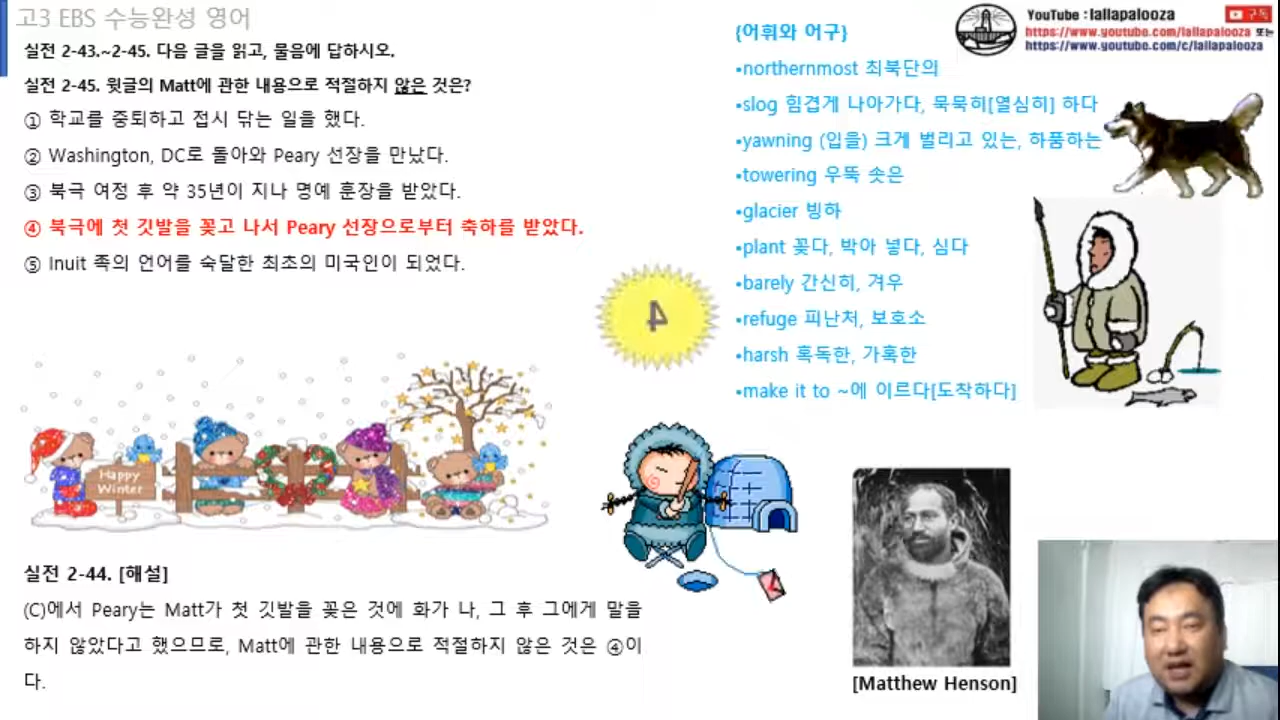 고3 EBS 수능완성 영어
실전 2-43.~2-45. 다음 글을 읽고, 물음에 답하시오.
실전 2-45. 윗글의 Matt에 관한 내용으로 적절하지 않은 것은?
① 학교를 중퇴하고 접시 닦는 일을 했다.
② Washington, DC로 돌아와 Peary 선장을 만났다.
③ 북극 여정 후 약 35년이 지나 명예 훈장을 받았다.
④ 북극에 첫 깃발을 꽂고 나서 Peary 선장으로부터 축하를 받았다.
⑤ Inuit 족의 언어를 숙달한 최초의 미국인이 되었다.
4
Happy
Winter
실전 2-44. [해설]
(C)에서 Peary는 Matt가 첫 깃발을 꽂은 것에 화가 나, 그 후 그에게 말을
하지 않았다고 했으므로, Matt에 관한 내용으로 적절하지 않은 것은 ④이
다.
{어휘와 어구}
•northernmost 최북단의
•slog 힘겹게 나아가다, 묵묵히[열심히] 하다
•yawning (입을) 크게 벌리고 있는, 하품하는
•towering 우뚝 솟은
•glacier 빙하
•plant 꽂다, 박아 넣다, 심다
•barely 간신히, 겨우
•refuge 피난처, 보호소
•harsh 혹독한, 가혹한
•make it to ~에 이르다[도착하다]
YouTube : lallapalooza
구독
https://www.youtube.com/lallapalooza 또는
https://www.youtube.com/c/lallapalooza
[Matthew Henson]